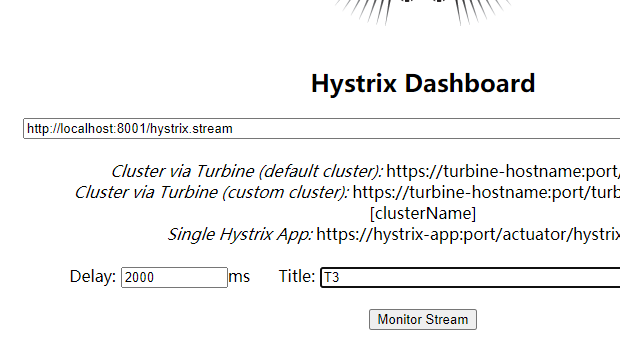 Hystrix Dashboard
http://localhost:8001/hystrix.stream
Cluster via Turbine (default cluster): https://turbine-hostname:port/
Cluster via Turbine (custom cluster): https://turbine-hostname:port/turb
[clusterName]
Single Hystrix App: https://hystrix-app:port/actuator/hystrix
Delay: 2000 ms Title: T3
Monitor Stream